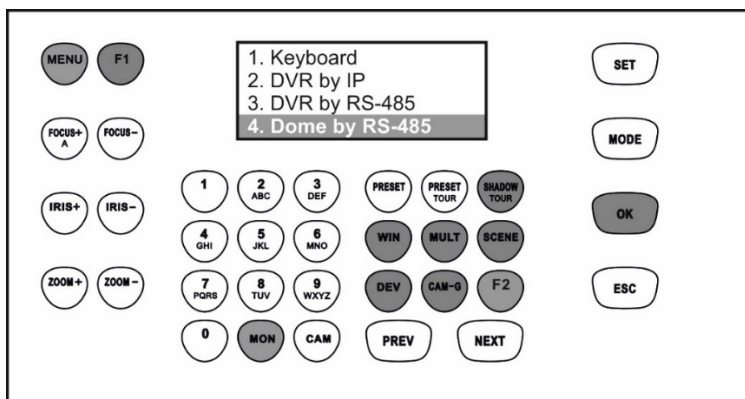 MENU F1
1. Keyboard
2. DVR by IP
3. DVR by RS-485
4. Dome by RS-485
SET
FOCUS+
A
FOCUS-
MODE
IRIS+ IRIS-
1
2
ABC
3
DEF
PRESET
PRESET
TOUR
SHADOW
TOUR
OK
4
GHI
5
JKL
6
MNO
WIN MULT SCENE
ZOOM+ ZOOM-
7
PQRS
8
TUV
9
WXYZ
DEV CAM-G F2
ESC
0 MON CAM PREV NEXT